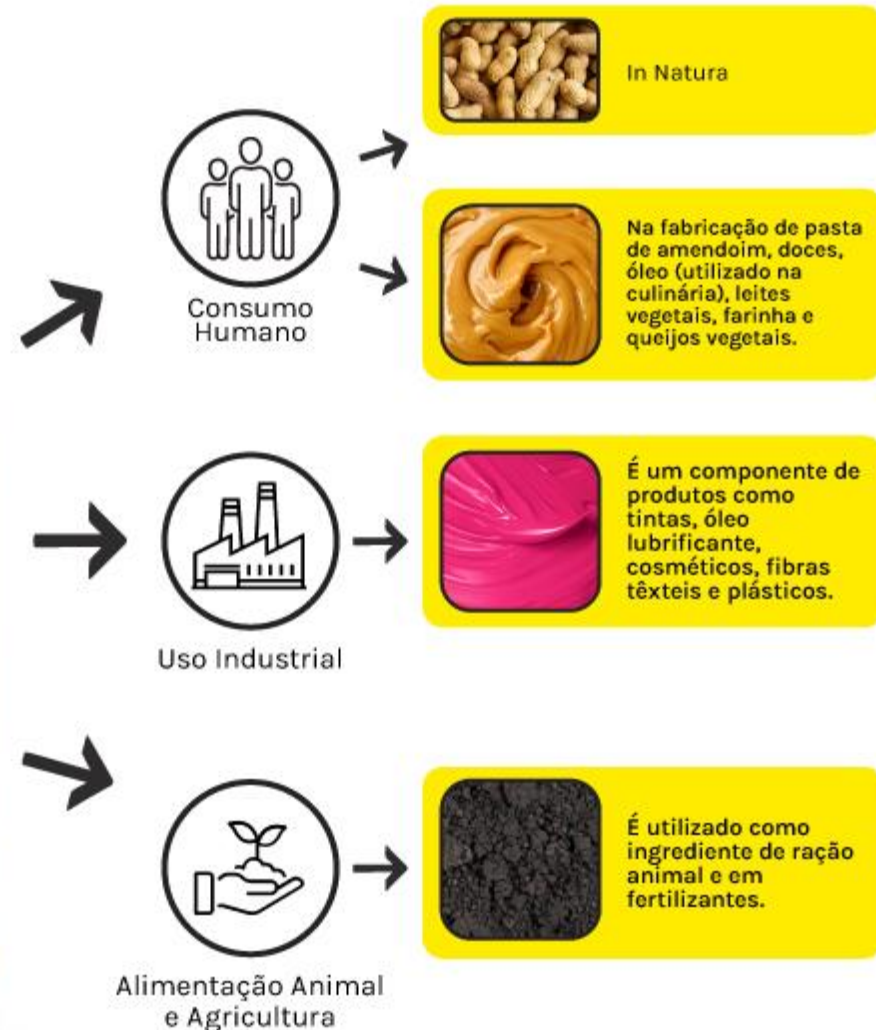 In Natura
Consumo
Humano
Na fabricação de pasta
de amendoim, doces,
óleo (utilizado na
culinária), leites
vegetais, farinha e
queijos vegetais.
Uso Industrial
É um componente de
produtos como
tintas, óleo
lubrificante,
cosméticos, fibras
têxteis e plásticos.
Alimentação Animal
e Agricultura
É utilizado como
ingrediente de ração
animal e em
fertilizantes.